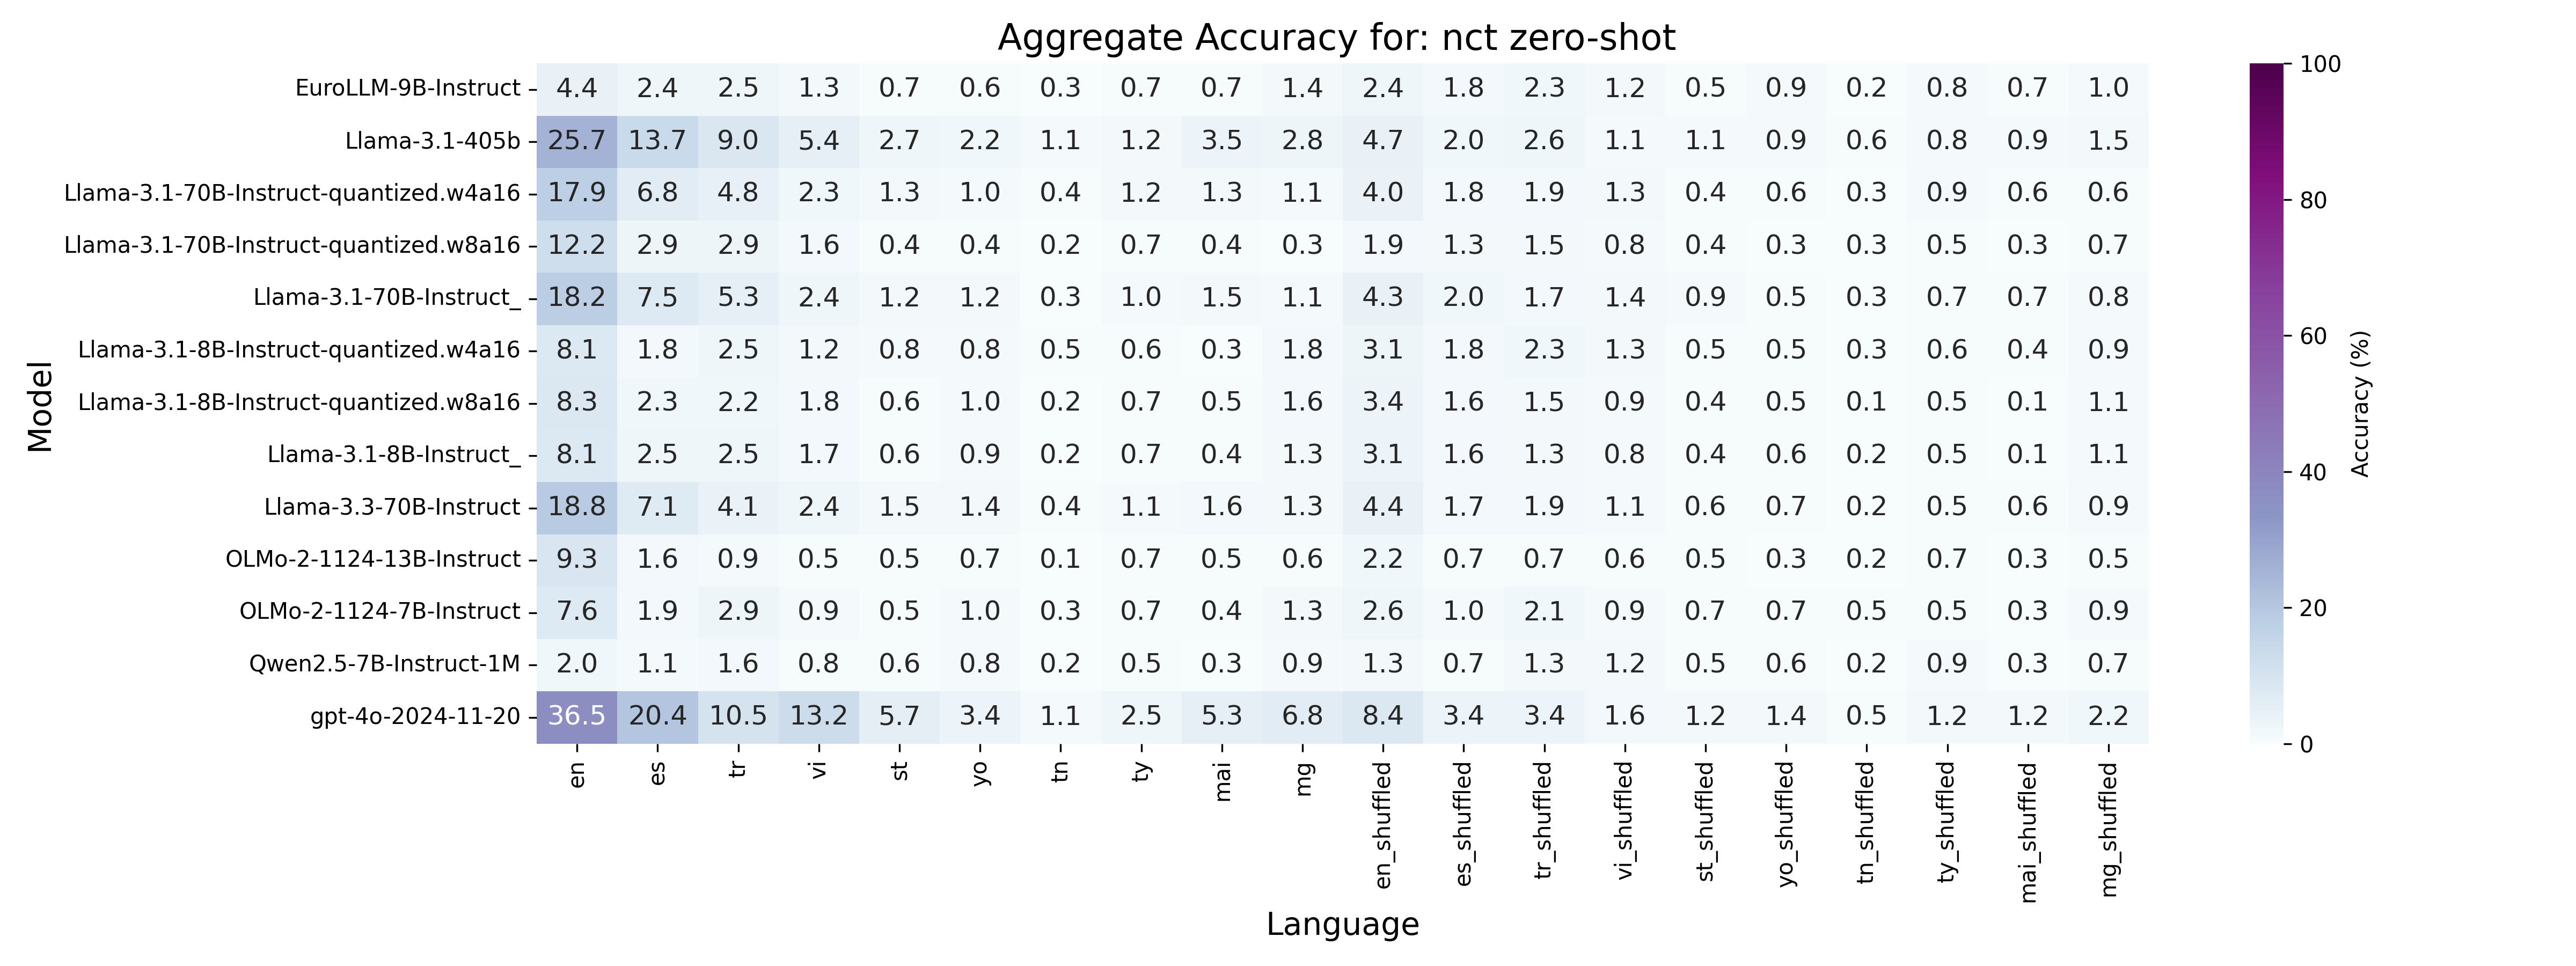 Aggregate Accuracy for: nct zero-shot
EuroLLM-9B-Instruct 4.4 2.4 2.5 1.3 0.7 0.6 0.3 0.7 0.7 1.4 2.4 1.8 2.3 1.2 0.5 0.9 0.2 0.8 0.7 1.0
Llama-3.1-405b 25.7 13.7 9.0 5.4 2.7 2.2 1.1 1.2 3.5 2.8 4.7 2.0 2.6 1.1 1.1 0.9 0.6 0.8 0.9 1.5
Llama-3.1-70B-Instruct-quantized.w4a16 17.9 6.8 4.8 2.3 1.3 1.0 0.4 1.2 1.3 1.1 4.0 1.8 1.9 1.3 0.4 0.6 0.3 0.9 0.6 0.6
Llama-3.1-70B-Instruct-quantized.w8a16 12.2 2.9 2.9 1.6 0.4 0.4 0.2 0.7 0.4 0.3 1.9 1.3 1.5 0.8 0.4 0.3 0.3 0.5 0.3 0.7
Llama-3.1-70B-Instruct_ 18.2 7.5 5.3 2.4 1.2 1.2 0.3 1.0 1.5 1.1 4.3 2.0 1.7 1.4 0.9 0.5 0.3 0.7 0.7 0.8
Llama-3.1-8B-Instruct-quantized.w4a16 8.1 1.8 2.5 1.2 0.8 0.8 0.5 0.6 0.3 1.8 3.1 1.8 2.3 1.3 0.5 0.5 0.3 0.6 0.4 0.9
Llama-3.1-8B-Instruct-quantized.w8a16 8.3 2.3 2.2 1.8 0.6 1.0 0.2 0.7 0.5 1.6 3.4 1.6 1.5 0.9 0.4 0.5 0.1 0.5 0.1 1.1
Llama-3.1-8B-Instruct_ 8.1 2.5 2.5 1.7 0.6 0.9 0.2 0.7 0.4 1.3 3.1 1.6 1.3 0.8 0.4 0.6 0.2 0.5 0.1 1.1
Llama-3.3-70B-Instruct 18.8 7.1 4.1 2.4 1.5 1.4 0.4 1.1 1.6 1.3 4.4 1.7 1.9 1.1 0.6 0.7 0.2 0.5 0.6 0.9
OLMo-2-1124-13B-Instruct 9.3 1.6 0.9 0.5 0.5 0.7 0.1 0.7 0.5 0.6 2.2 0.7 0.7 0.6 0.5 0.3 0.2 0.7 0.3 0.5
OLMo-2-1124-7B-Instruct 7.6 1.9 2.9 0.9 0.5 1.0 0.3 0.7 0.4 1.3 2.6 1.0 2.1 0.9 0.7 0.7 0.5 0.5 0.3 0.9
Qwen2.5-7B-Instruct-1M 2.0 1.1 1.6 0.8 0.6 0.8 0.2 0.5 0.3 0.9 1.3 0.7 1.3 1.2 0.5 0.6 0.2 0.9 0.3 0.7
gpt-4o-2024-11-20 36.5 20.4 10.5 13.2 5.7 3.4 1.1 2.5 5.3 6.8 8.4 3.4 3.4 1.6 1.2 1.4 0.5 1.2 1.2 2.2
en es tr vi st yo tn ty mai mg en_shuffled es_shuffled tr_shuffled vi_shuffled st_shuffled yo_shuffled tn_shuffled ty_shuffled mai_shuffled mg_shuffled
Language
Model
100
80
60
40
20
0
Accuracy (%)